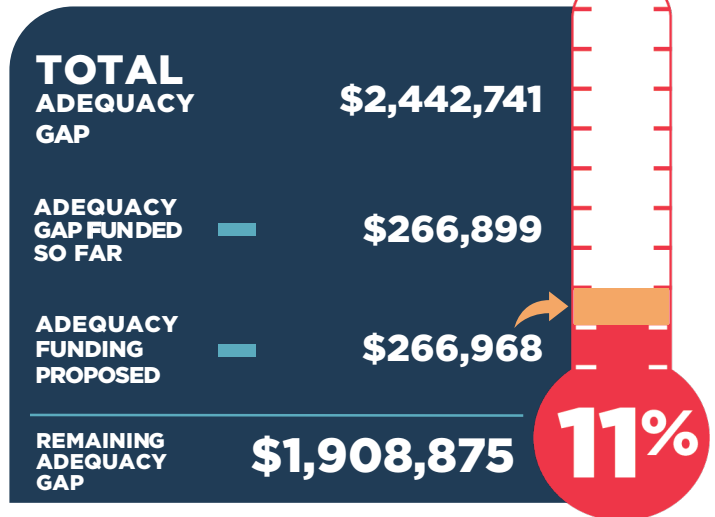 TOTAL
ADEQUACY
GAP
$2,442,741
ADEQUACY
GAP FUNDED
SO FAR
$266,899
ADEQUACY
FUNDING
PROPOSED
$266,968
REMAINING
ADEQUACY
GAP
$1,908,875
11%